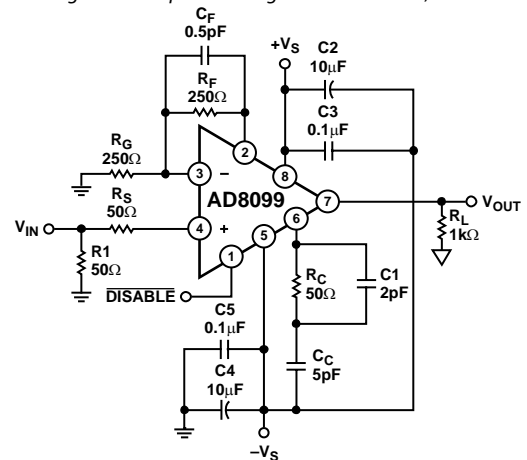 C_F
0.5pF
R_F
250Ω
R_G
250Ω
R_S
50Ω
V_IN
R1
50Ω
DISABLE
+V_S
C2
10µF
C3
0.1µF
AD8099
–
+
1
2
3
4
5
6
7
8
V_OUT
R_L
1kΩ
R_C
50Ω
C1
2pF
C_C
5pF
C5
0.1µF
C4
10µF
–V_S